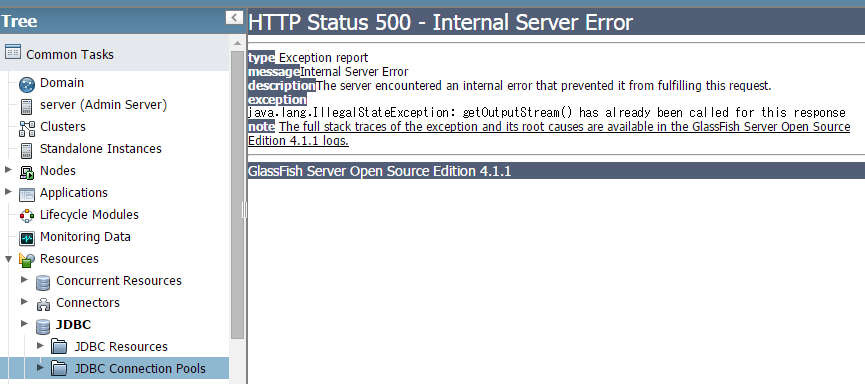 Tree
Common Tasks
Domain
server (Admin Server)
Clusters
Standalone Instances
Nodes
Applications
Lifecycle Modules
Monitoring Data
Resources
Concurrent Resources
Connectors
JDBC
JDBC Resources
JDBC Connection Pools
HTTP Status 500 - Internal Server Error
type Exception report
messageInternal Server Error
descriptionThe server encountered an internal error that prevented it from fulfilling this request.
exception
java.lang.IllegalStateException: getOutputStream() has already been called for this response
note The full stack traces of the exception and its root causes are available in the GlassFish Server Open Source
Edition 4.1.1 logs.
GlassFish Server Open Source Edition 4.1.1